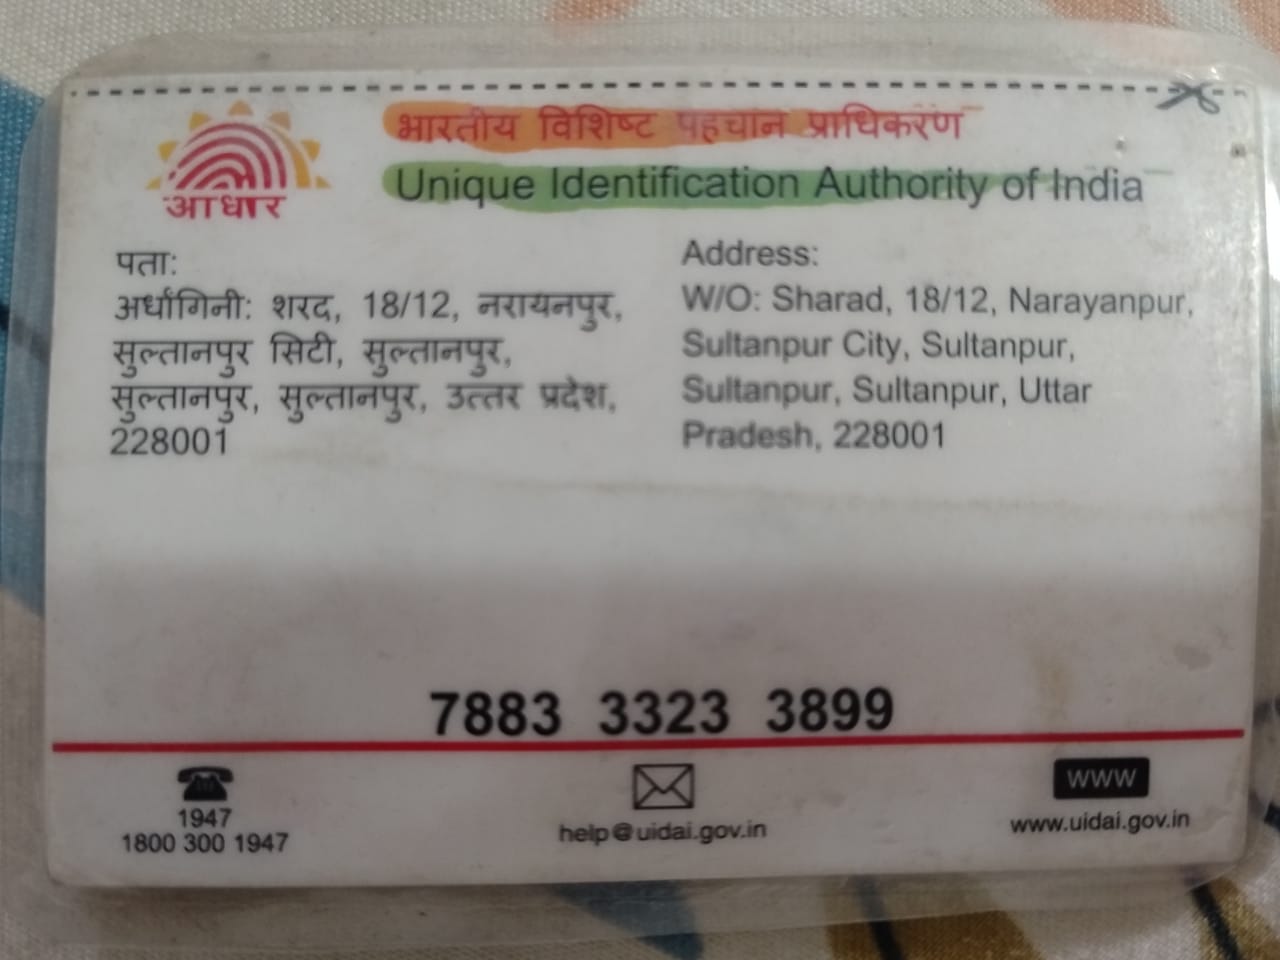 भारतीय विशिष्ट पहचान प्राधिकरण
Unique Identification Authority of India
आधार
पता:
अर्धांगिनी: शरद, 18/12, नरायनपुर,
सुल्तानपुर सिटी, सुल्तानपुर,
सुल्तानपुर, सुल्तानपुर, उत्तर प्रदेश,
228001
Address:
W/O: Sharad, 18/12, Narayanpur,
Sultanpur City, Sultanpur,
Sultanpur, Sultanpur, Uttar
Pradesh, 228001
7883 3323 3899
1947
1800 300 1947
help@uidai.gov.in
WWW
www.uidai.gov.in